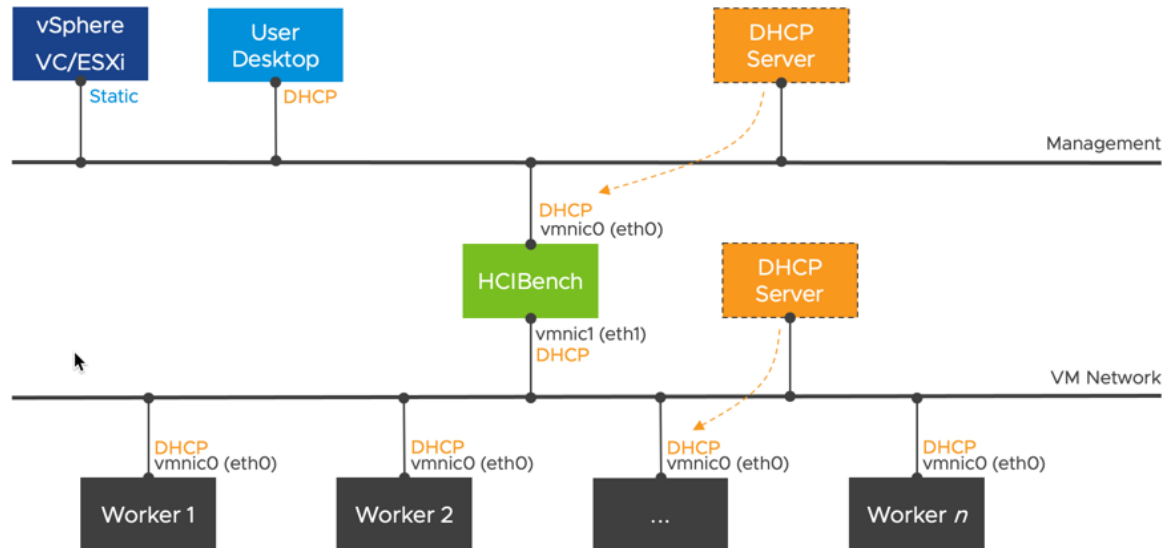 vSphere
VC/ESXi
User
Desktop
DHCP
Server
Static
DHCP
Management
DHCP
vmnic0 (eth0)
HCIBench
DHCP
Server
vmnic1 (eth1)
DHCP
VM Network
DHCP
vmnic0 (eth0)
DHCP
vmnic0 (eth0)
DHCP
vmnic0 (eth0)
DHCP
vmnic0 (eth0)
Worker 1
Worker 2
...
Worker n